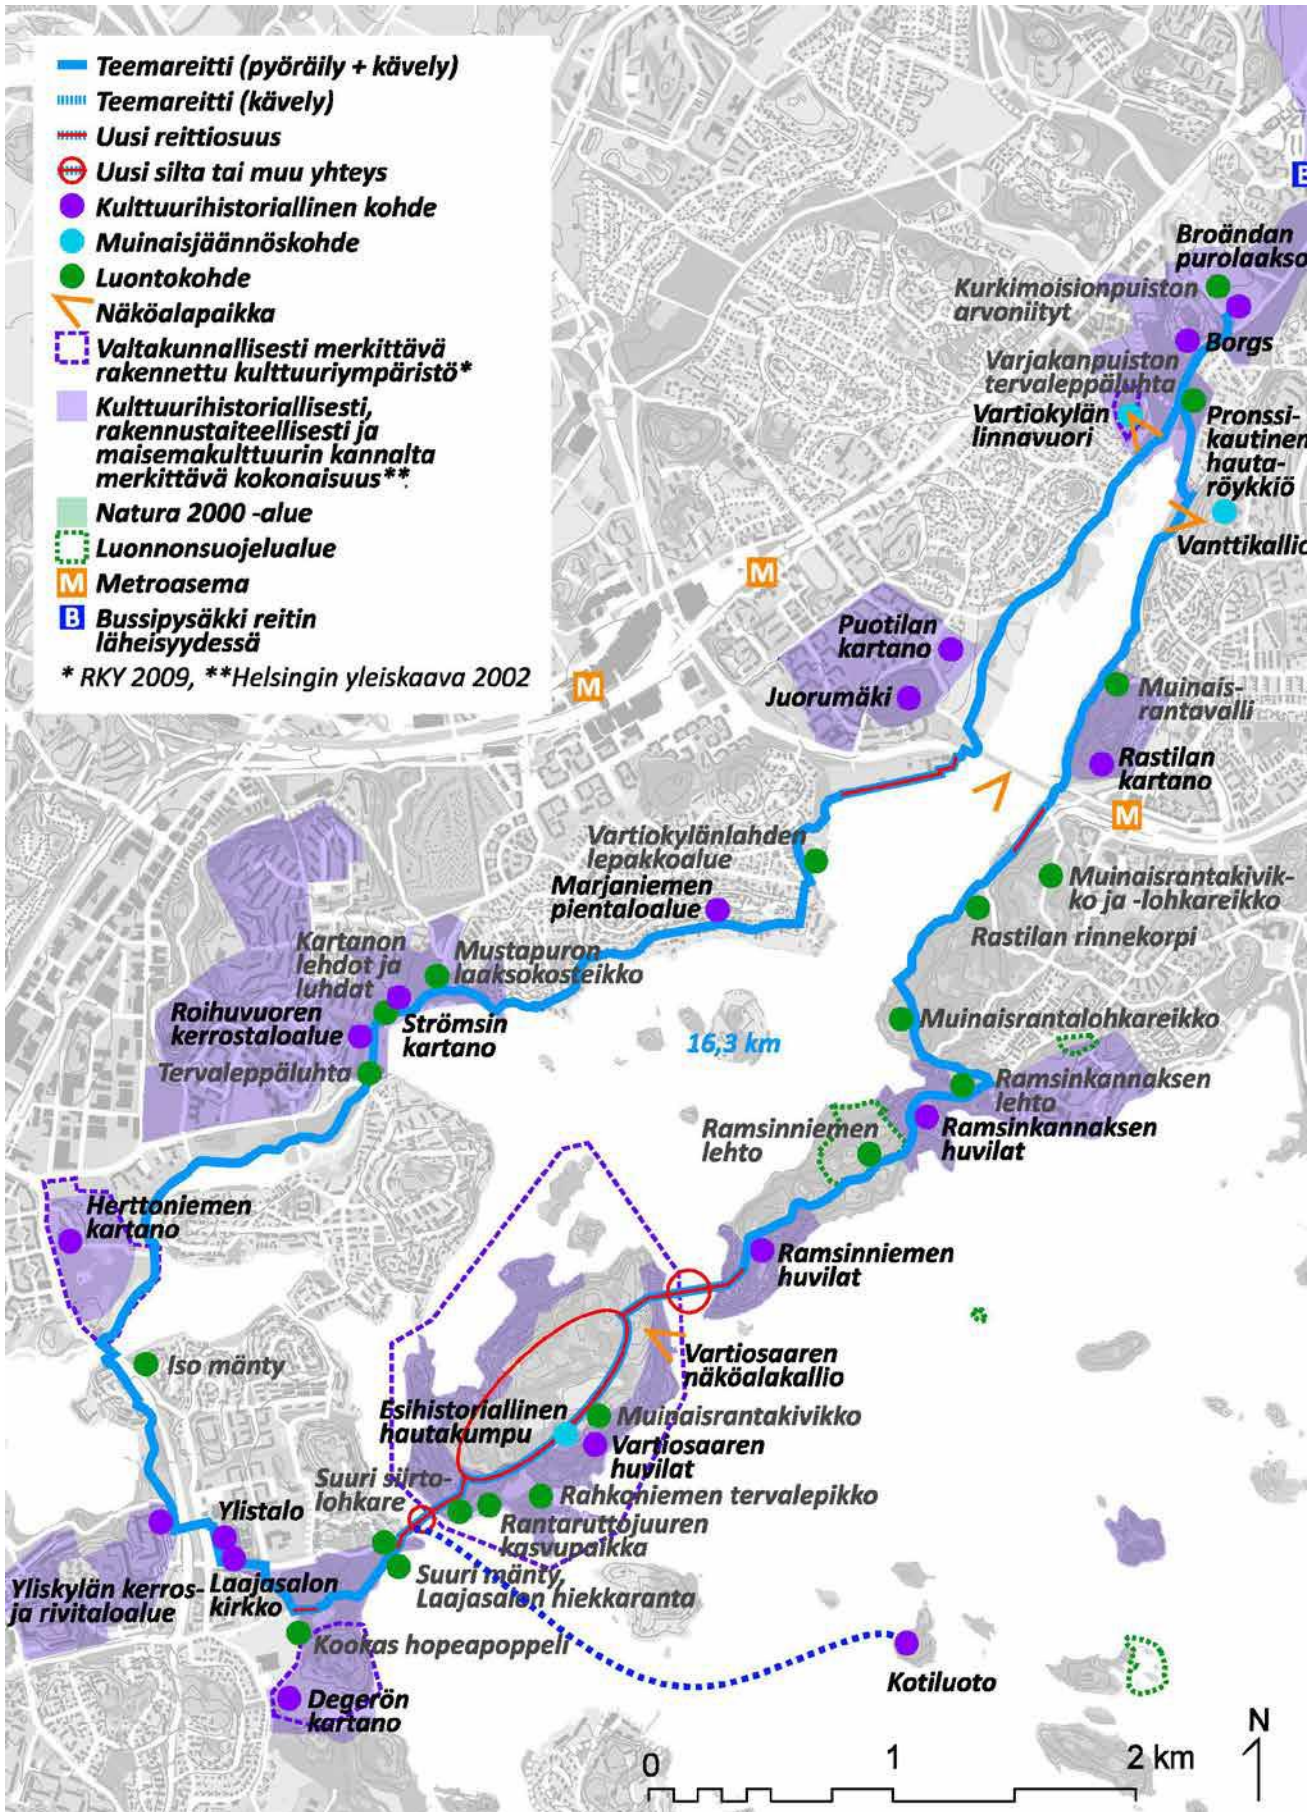 Teemareitti (pyöräily + kävely)
Teemareitti (kävely)
Uusi reittiosuus
Uusi silta tai muu yhteys
Kulttuurihistoriallinen kohde
Muinaisjäännöskohde
Luontokohde
Näköalapaikka
Valtakunnallisesti merkittävä
rakennettu kulttuuriympäristö*
Kulttuurihistoriallisesti,
rakennustaiteellisesti ja
maisemakulttuurin kannalta
merkittävä kokonaisuus**
Natura 2000 -alue
Luonnonsuojelualue
M Metroasema
B Bussipysäkki reitin
läheisyydessä
* RKY 2009, **Helsingin yleiskaava 2002
B
Broändan
purolaakso
Kurkimoisionpuiston
arvoniityt
Borgs
Varjakanpuiston
tervaleppäluhta
Vartiokylän
linnavuori
Pronssi-
kautinen
hauta-
röykkiö
Vanttikallio
M
M
Puotilan
kartano
Juorumäki
Muinais-
rantavalli
Rastilan
kartano
M
Vartiokylänlahden
lepakkoalue
Marjaniemen
pientaloalue
Muinaisrantakivik-
ko ja -lohkareikko
Rastilan rinnekorpi
Kartanon
lehdot ja
luhdat
Mustapuron
laaksokosteikko
Roihuvuoren
kerrostaloalue
Strömsin
kartano
Tervaleppäluhta
16,3 km
Muinaisrantalohkareikko
Ramsinkannaksen
lehto
Ramsinniemen
lehto
Ramsinkannaksen
huvilat
Herttoniemen
kartano
Ramsinniemen
huvilat
Iso mänty
Vartiosaaren
näköalakallio
Esihistoriallinen
hautakumpu
Muinaisrantakivikko
Vartiosaaren
huvilat
Suuri siirto-
lohkare
Rahkoniemen tervalepikko
Rantaruttojuuren
kasvupaikka
Ylistalo
Yliskylän kerros-
ja rivitaloalue
Laajasalon
kirkko
Suuri mänty,
Laajasalon hiekkaranta
Kookas hopeapoppeli
Degerön
kartano
Kotiluoto
0 1 2 km
N